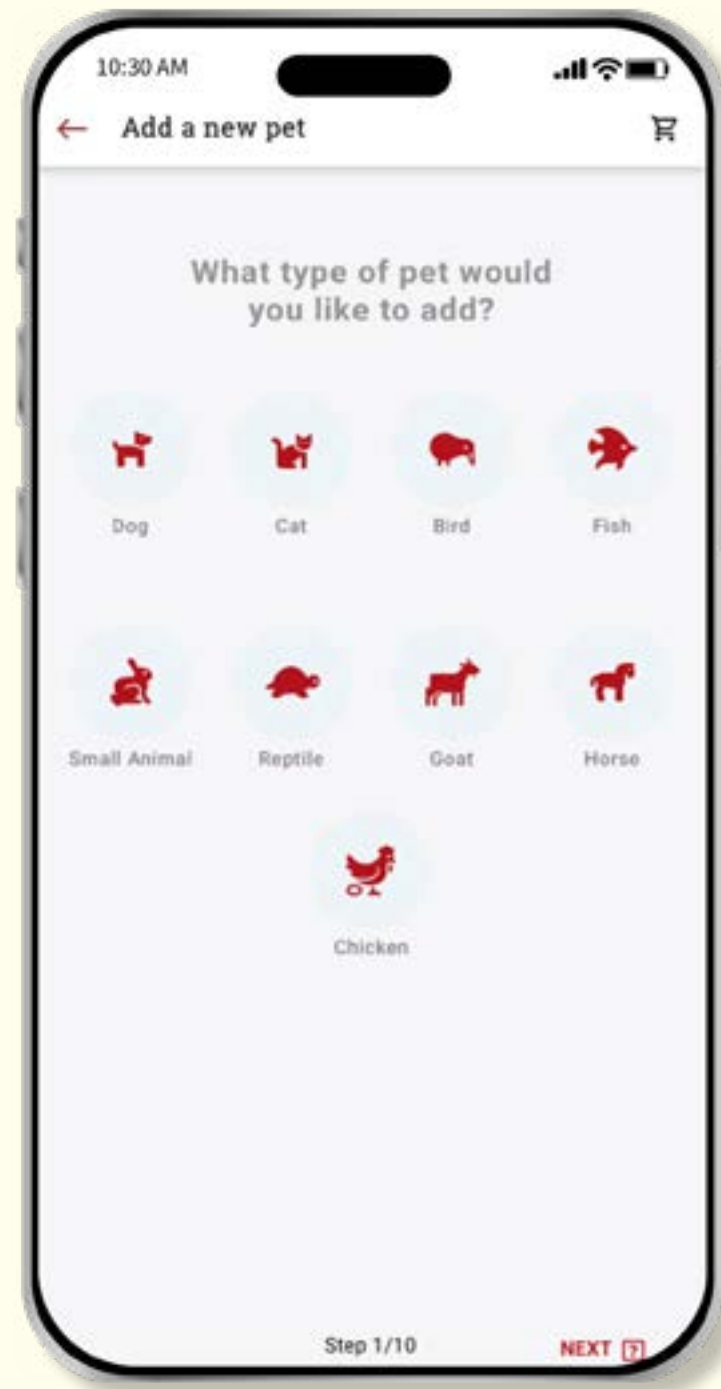 10:30 AM
Add a new pet
What type of pet would
you like to add?
Dog Cat Bird Fish
Small Animal Reptile Goat Horse
Chicken
Step 1/10
NEXT ?